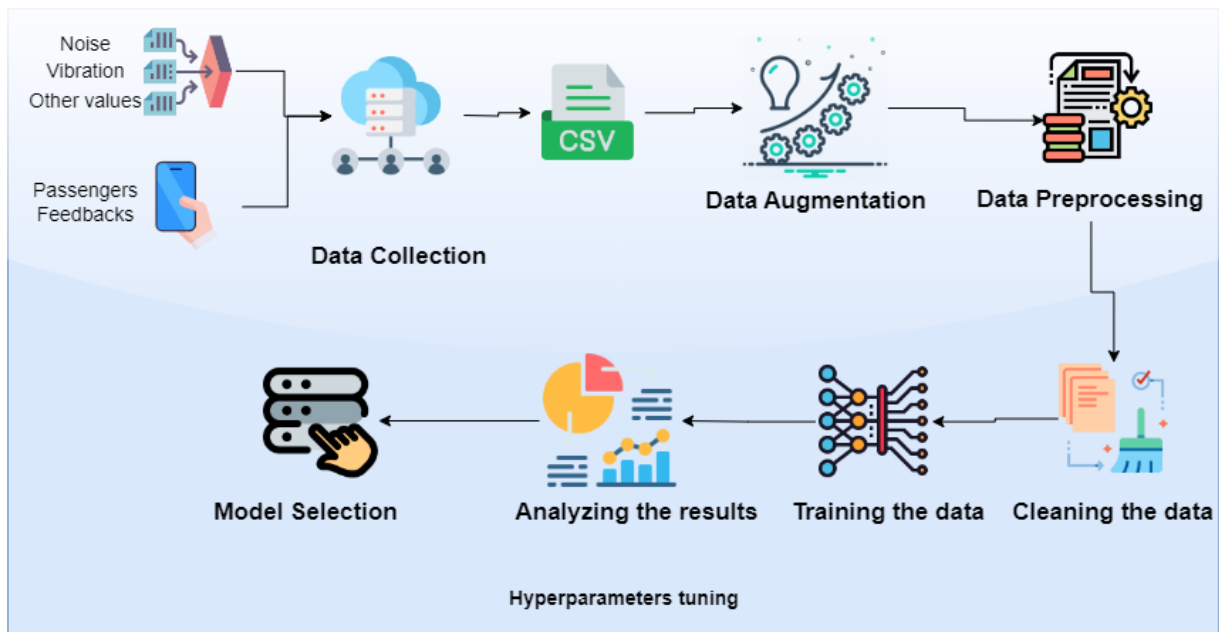 Noise
Vibration
Other values
Passengers
Feedbacks
Data Collection
CSV
Data Augmentation
Data Preprocessing
Model Selection
Analyzing the results
Training the data
Cleaning the data
Hyperparameters tuning